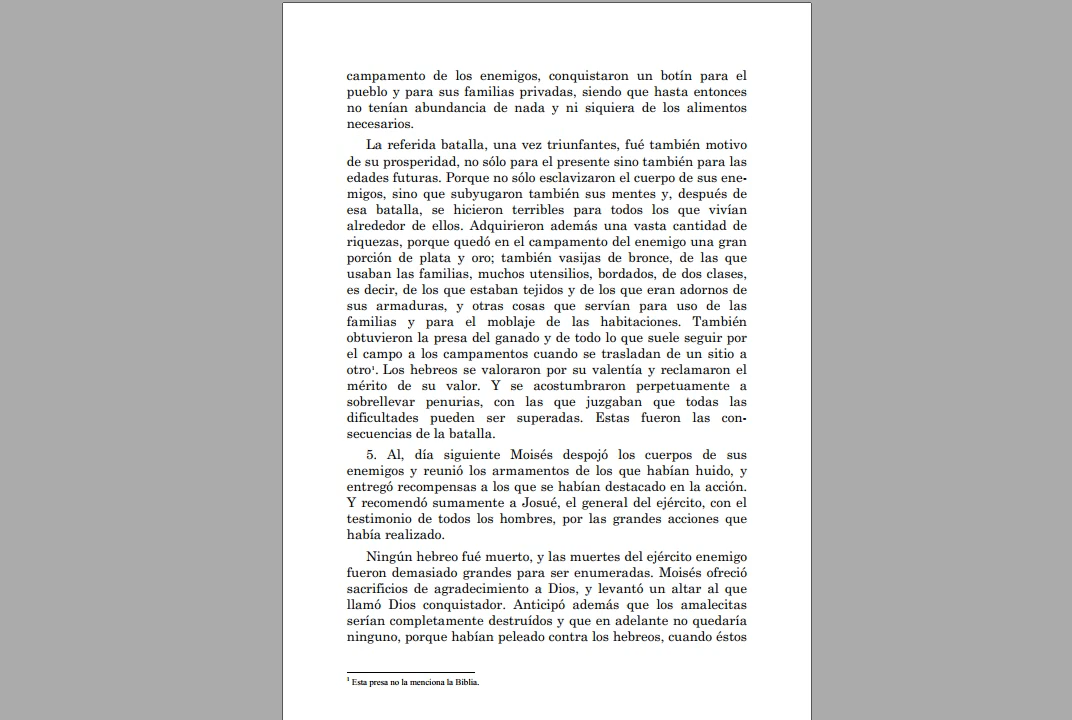 campamento de los enemigos, conquistaron un botín para el
pueblo y para sus familias privadas, siendo que hasta entonces
no tenían abundancia de nada y ni siquiera de los alimentos
necesarios.
La referida batalla, una vez triunfantes, fué también motivo
de su prosperidad, no sólo para el presente sino también para las
edades futuras. Porque no sólo esclavizaron el cuerpo de sus ene-
migos, sino que subyugaron también sus mentes y, después de
esa batalla, se hicieron terribles para todos los que vivían
alrededor de ellos. Adquirieron además una vasta cantidad de
riquezas, porque quedó en el campamento del enemigo una gran
porción de plata y oro; también vasijas de bronce, de las que
usaban las familias, muchos utensilios, bordados, de dos clases,
es decir, de los que estaban tejidos y de los que eran adornos de
sus armaduras, y otras cosas que servían para uso de las
familias y para el moblaje de las habitaciones. También
obtuvieron la presa del ganado y de todo lo que suele seguir por
el campo a los campamentos cuando se trasladan de un sitio a
otro¹. Los hebreos se valoraron por su valentía y reclamaron el
mérito de su valor. Y se acostumbraron perpetuamente a
sobrellevar penurias, con las que juzgaban que todas las
dificultades pueden ser superadas. Estas fueron las con-
secuencias de la batalla.
5. Al, día siguiente Moisés despojó los cuerpos de sus
enemigos y reunió los armamentos de los que habían huido, y
entregó recompensas a los que se habían destacado en la acción.
Y recomendó sumamente a Josué, el general del ejército, con el
testimonio de todos los hombres, por las grandes acciones que
había realizado.
Ningún hebreo fué muerto, y las muertes del ejército enemigo
fueron demasiado grandes para ser enumeradas. Moisés ofreció
sacrificios de agradecimiento a Dios, y levantó un altar al que
llamó Dios conquistador. Anticipó además que los amalecitas
serían completamente destruídos y que en adelante no quedaría
ninguno, porque habían peleado contra los hebreos, cuando éstos
¹ Esta presa no la menciona la Biblia.